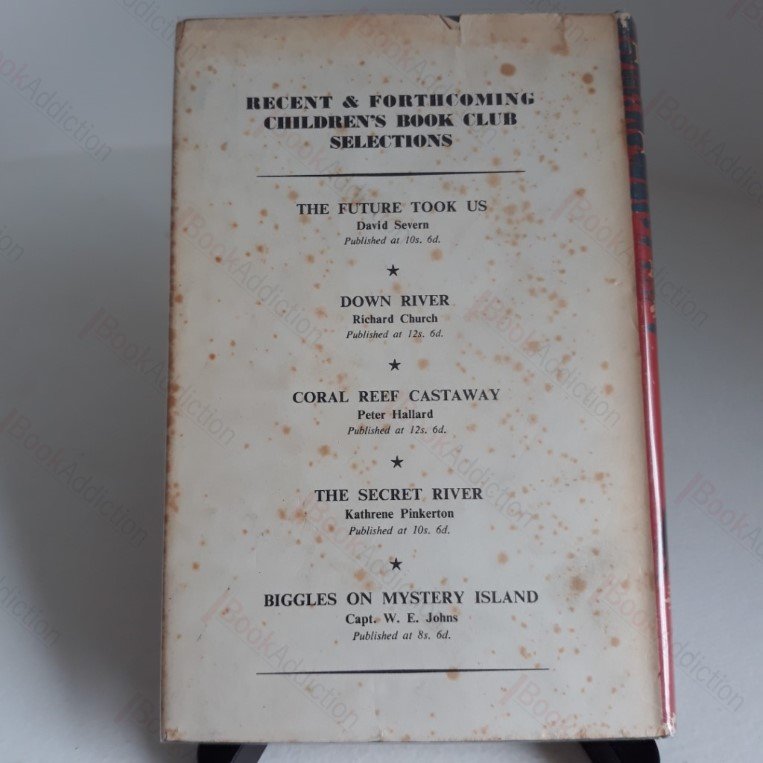 RECENT & FORTHCOMING
CHILDREN'S BOOK CLUB
SELECTIONS
THE FUTURE TOOK US
David Severn
Published at 10s. 6d.
★
DOWN RIVER
Richard Church
Published at 12s. 6d.
★
CORAL REEF CASTAWAY
Peter Hallard
Published at 12s. 6d.
★
THE SECRET RIVER
Kathrene Pinkerton
Published at 10s. 6d.
★
BIGGLES ON MYSTERY ISLAND
Capt. W. E. Johns
Published at 8s. 6d.
BookAddiction